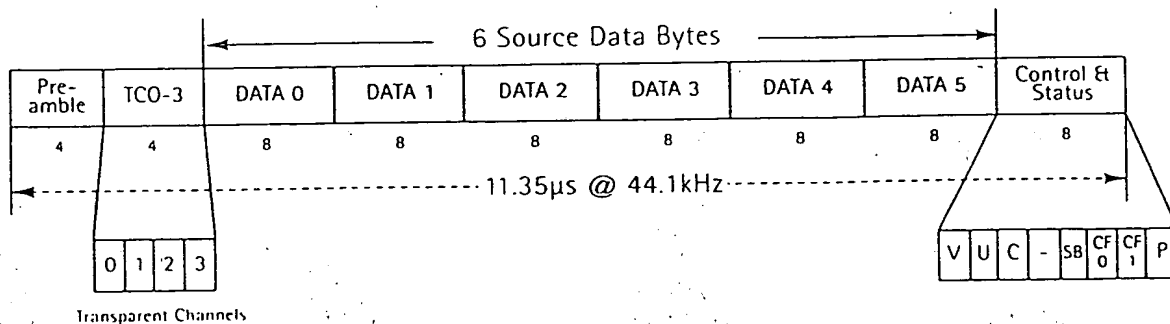 6 Source Data Bytes
Pre-
amble
TCO-3
DATA 0
DATA 1
DATA 2
DATA 3
DATA 4
DATA 5
Control &
Status
4
4
8
8
8
8
8
8
8
11.35µs @ 44.1kHz
0
1
2
3
V
U
C
-
SB
CF
0
CF
1
P
Transparent Channels